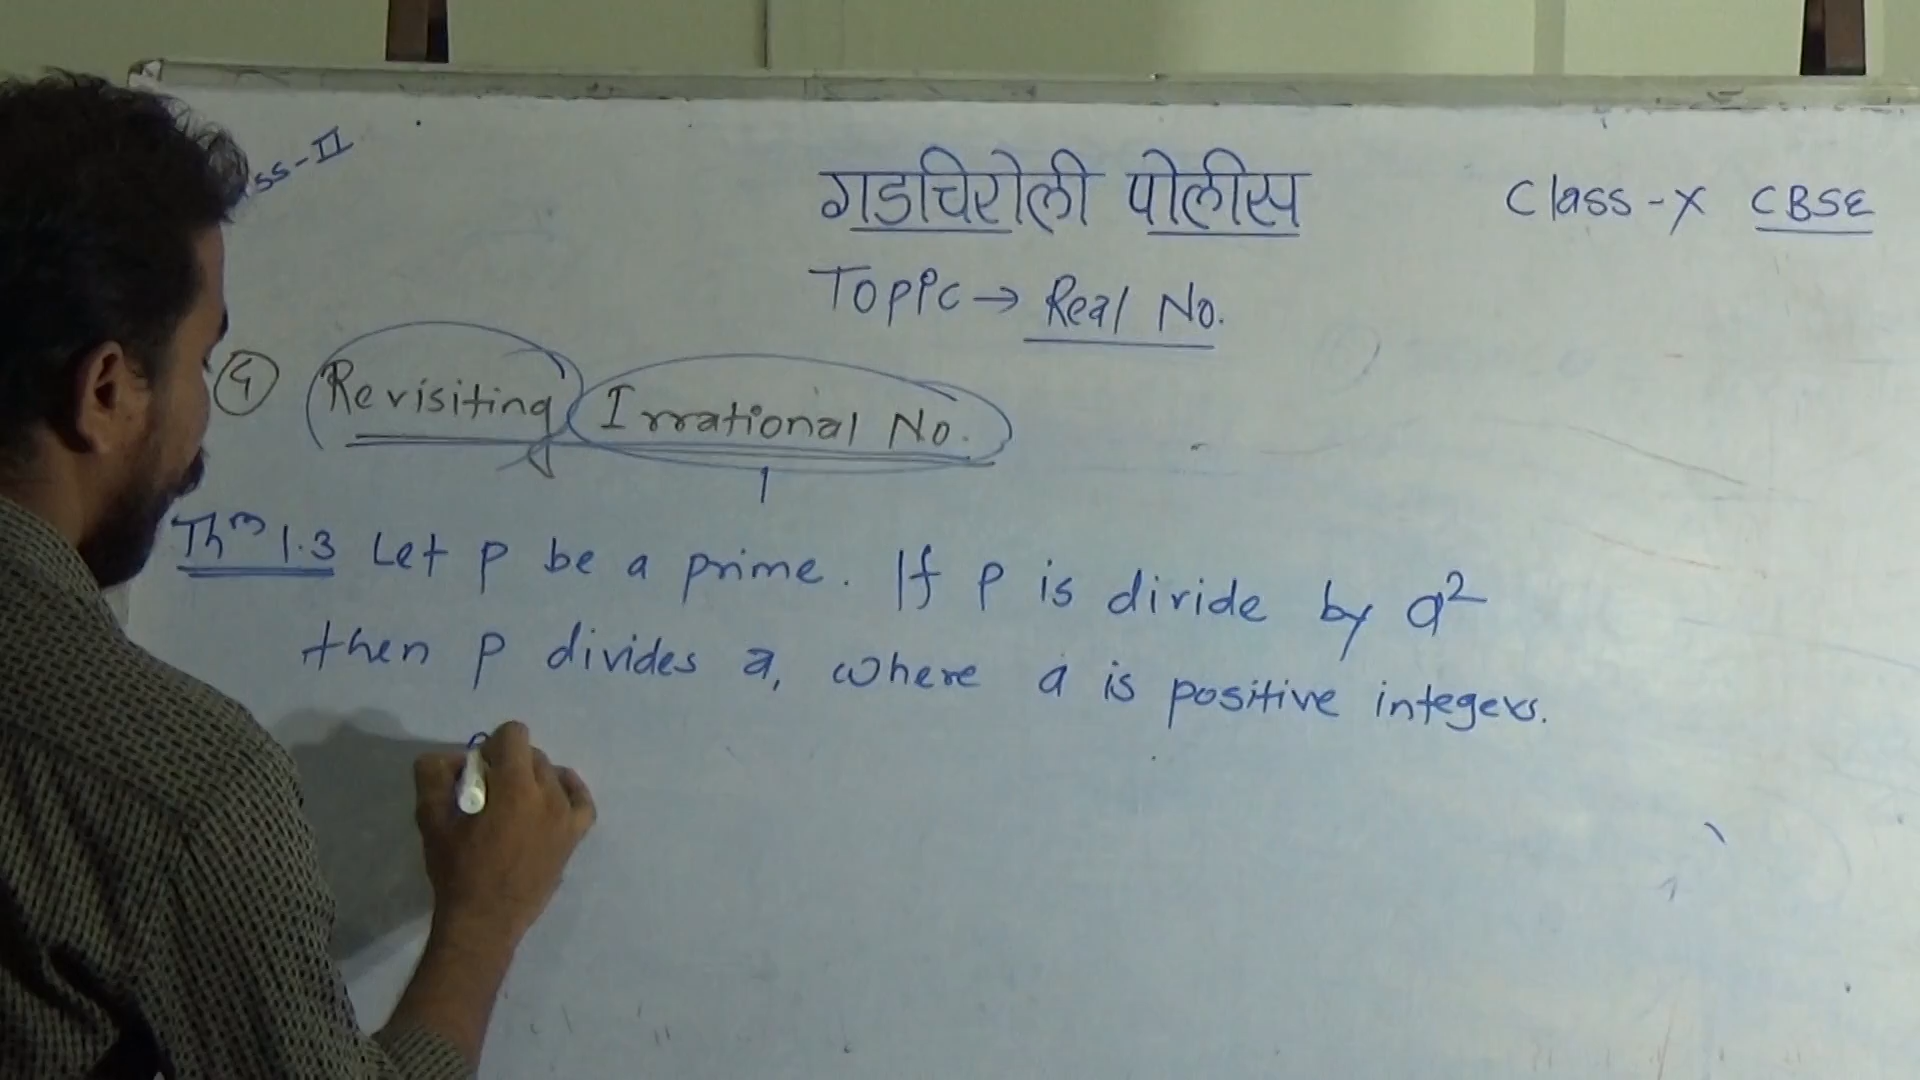 ss-II
गडचिरोली पोलीस
Class-X CBSE
Topic → Real No.
4 Revisiting Irrational No.
Thm 1.3 Let p be a prime. If p is divide by a²
then p divides a, where a is positive integers.